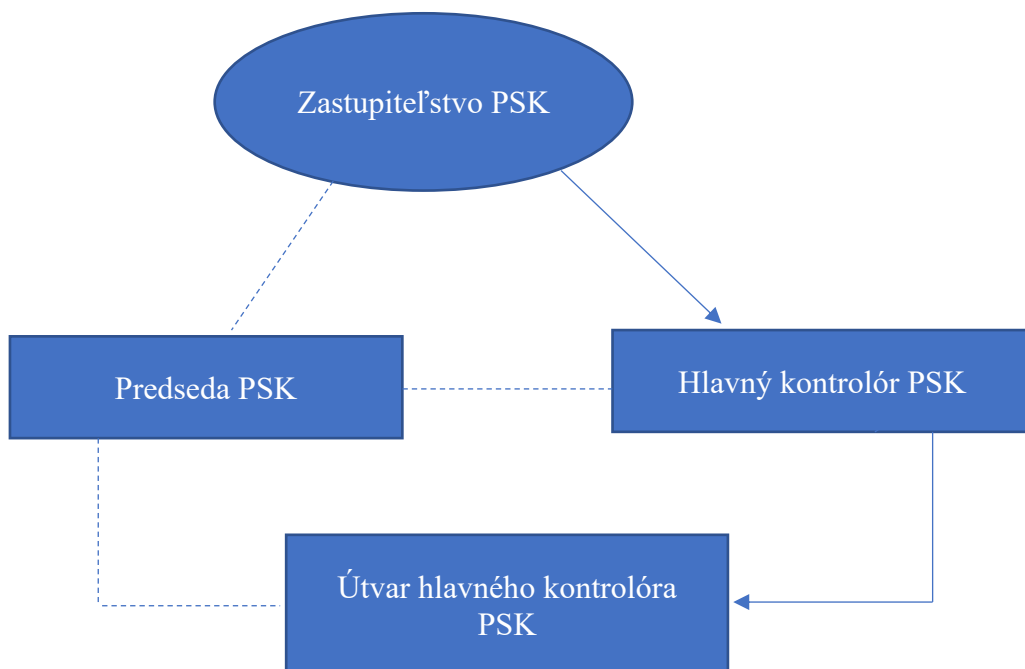 Zastupiteľstvo PSK
Predseda PSK
Hlavný kontrolór PSK
Útvar hlavného kontrolóra
PSK